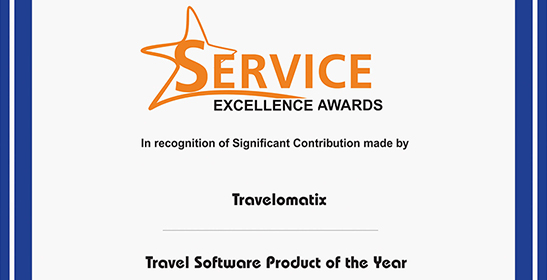 SERVICE
EXCELLENCE AWARDS
In recognition of Significant Contribution made by
Travelomatix
Travel Software Product of the Year